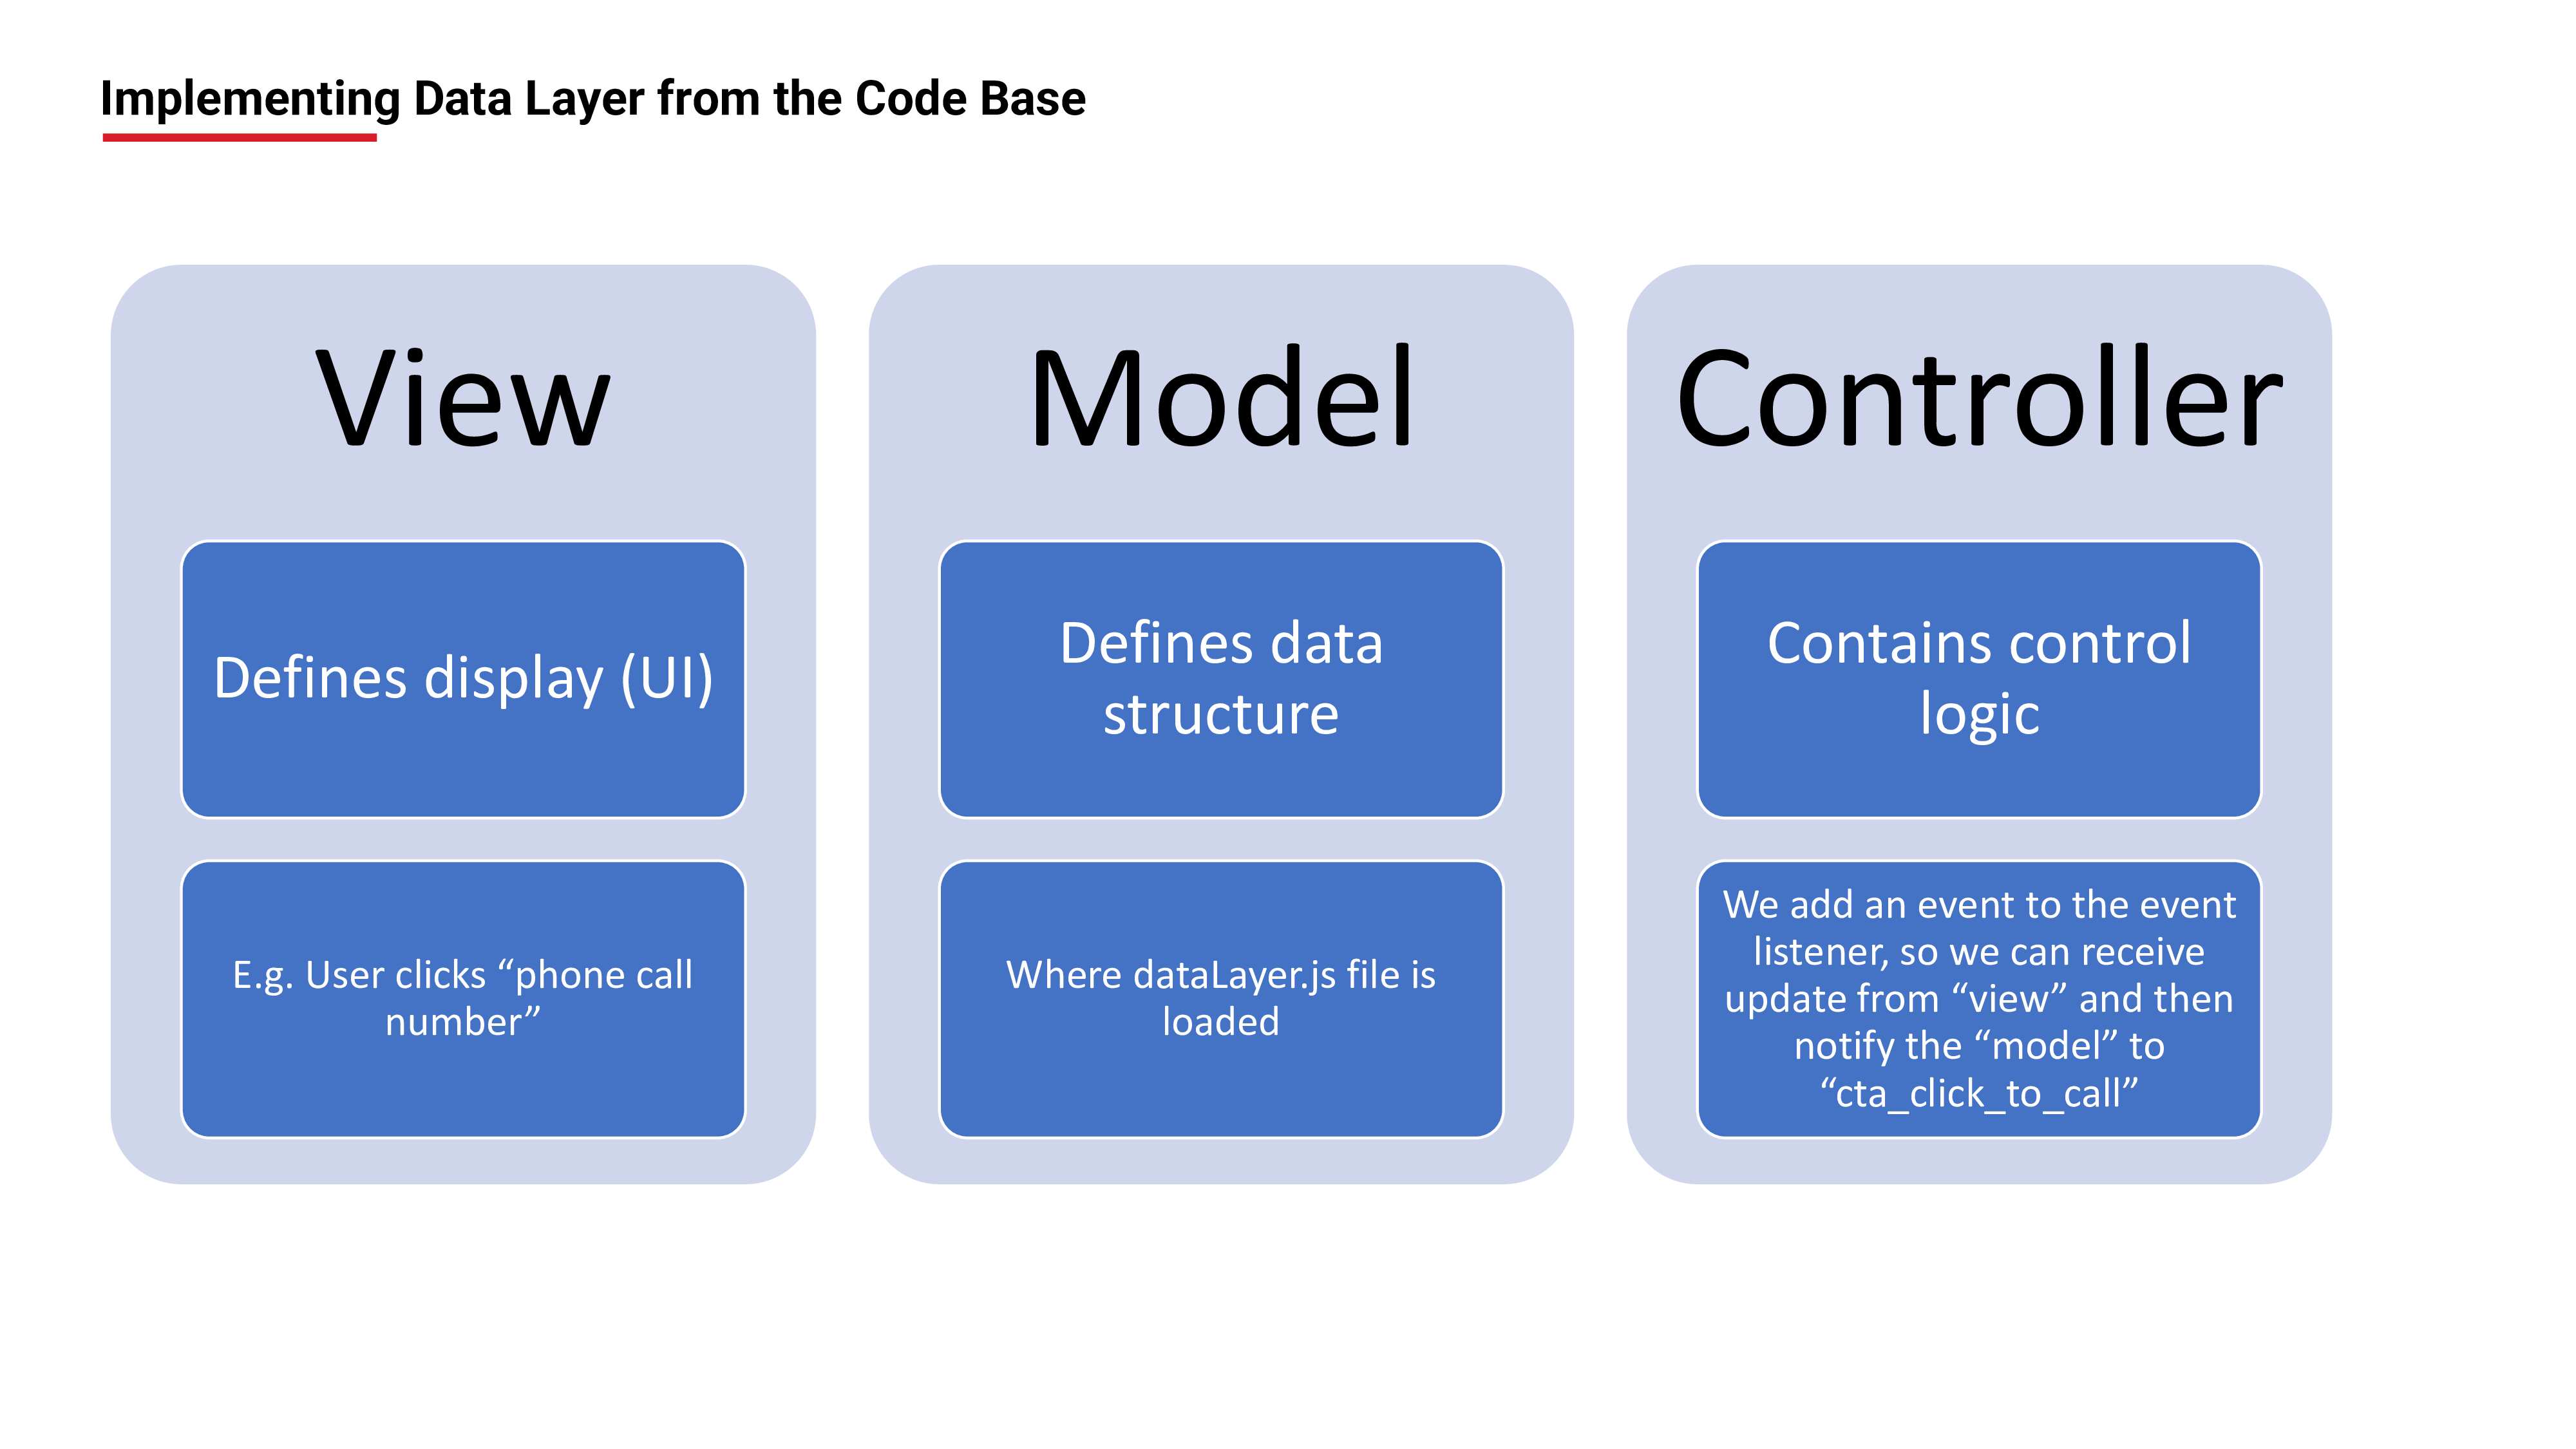 Implementing Data Layer from the Code Base
View
Defines display (UI)
E.g. User clicks “phone call
number”
Model
Defines data
structure
Where dataLayer.js file is
loaded
Controller
Contains control
logic
We add an event to the event
listener, so we can receive
update from “view” and then
notify the “model” to
“cta_click_to_call”